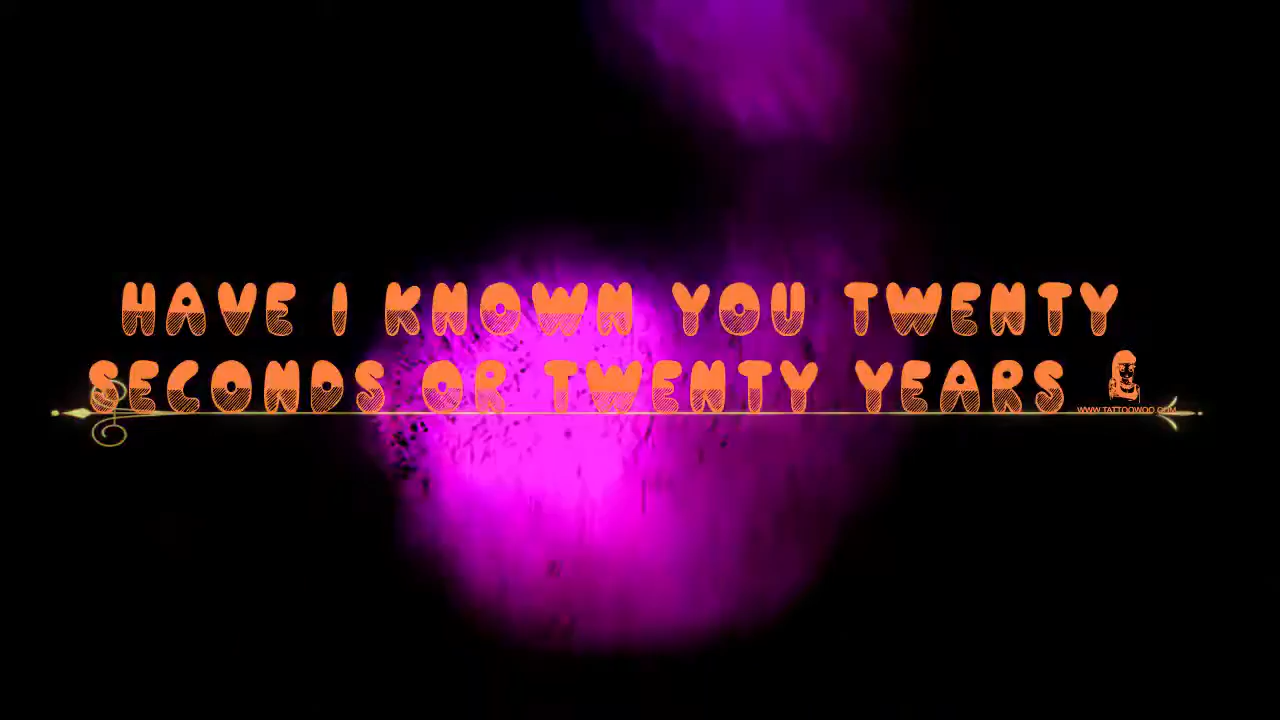 HAVE I KNOWN YOU TWENTY
SECONDS OR TWENTY YEARS
WWW.TATTOOWOO.COM